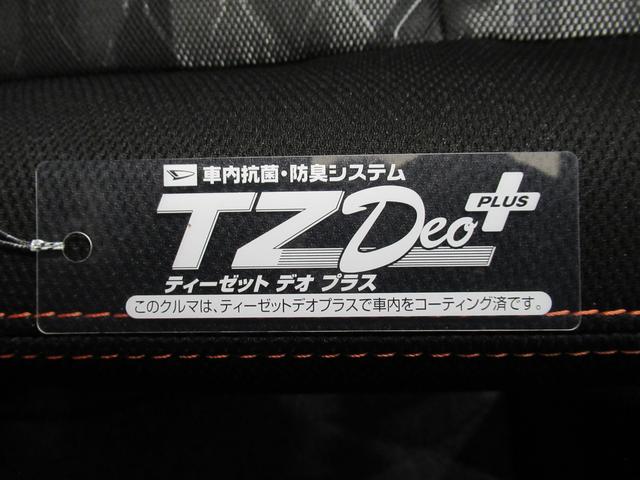 車内抗菌・防臭システム
TZ Deo PLUS
ティーゼット デオ プラス
このクルマは、ティーゼットデオプラスで車内をコーティング済です。